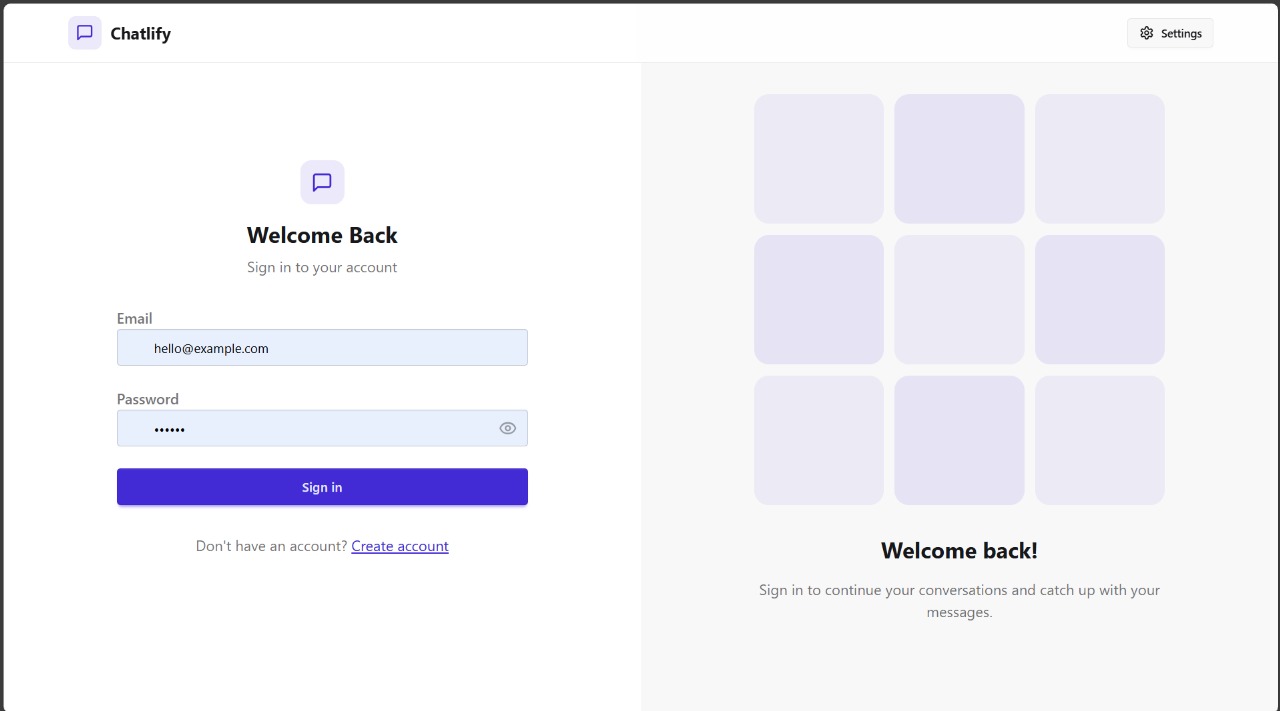 Chatlify
Settings
Welcome Back
Sign in to your account
Email
hello@example.com
Password
••••••
Sign in
Don't have an account? Create account
Welcome back!
Sign in to continue your conversations and catch up with your
messages.